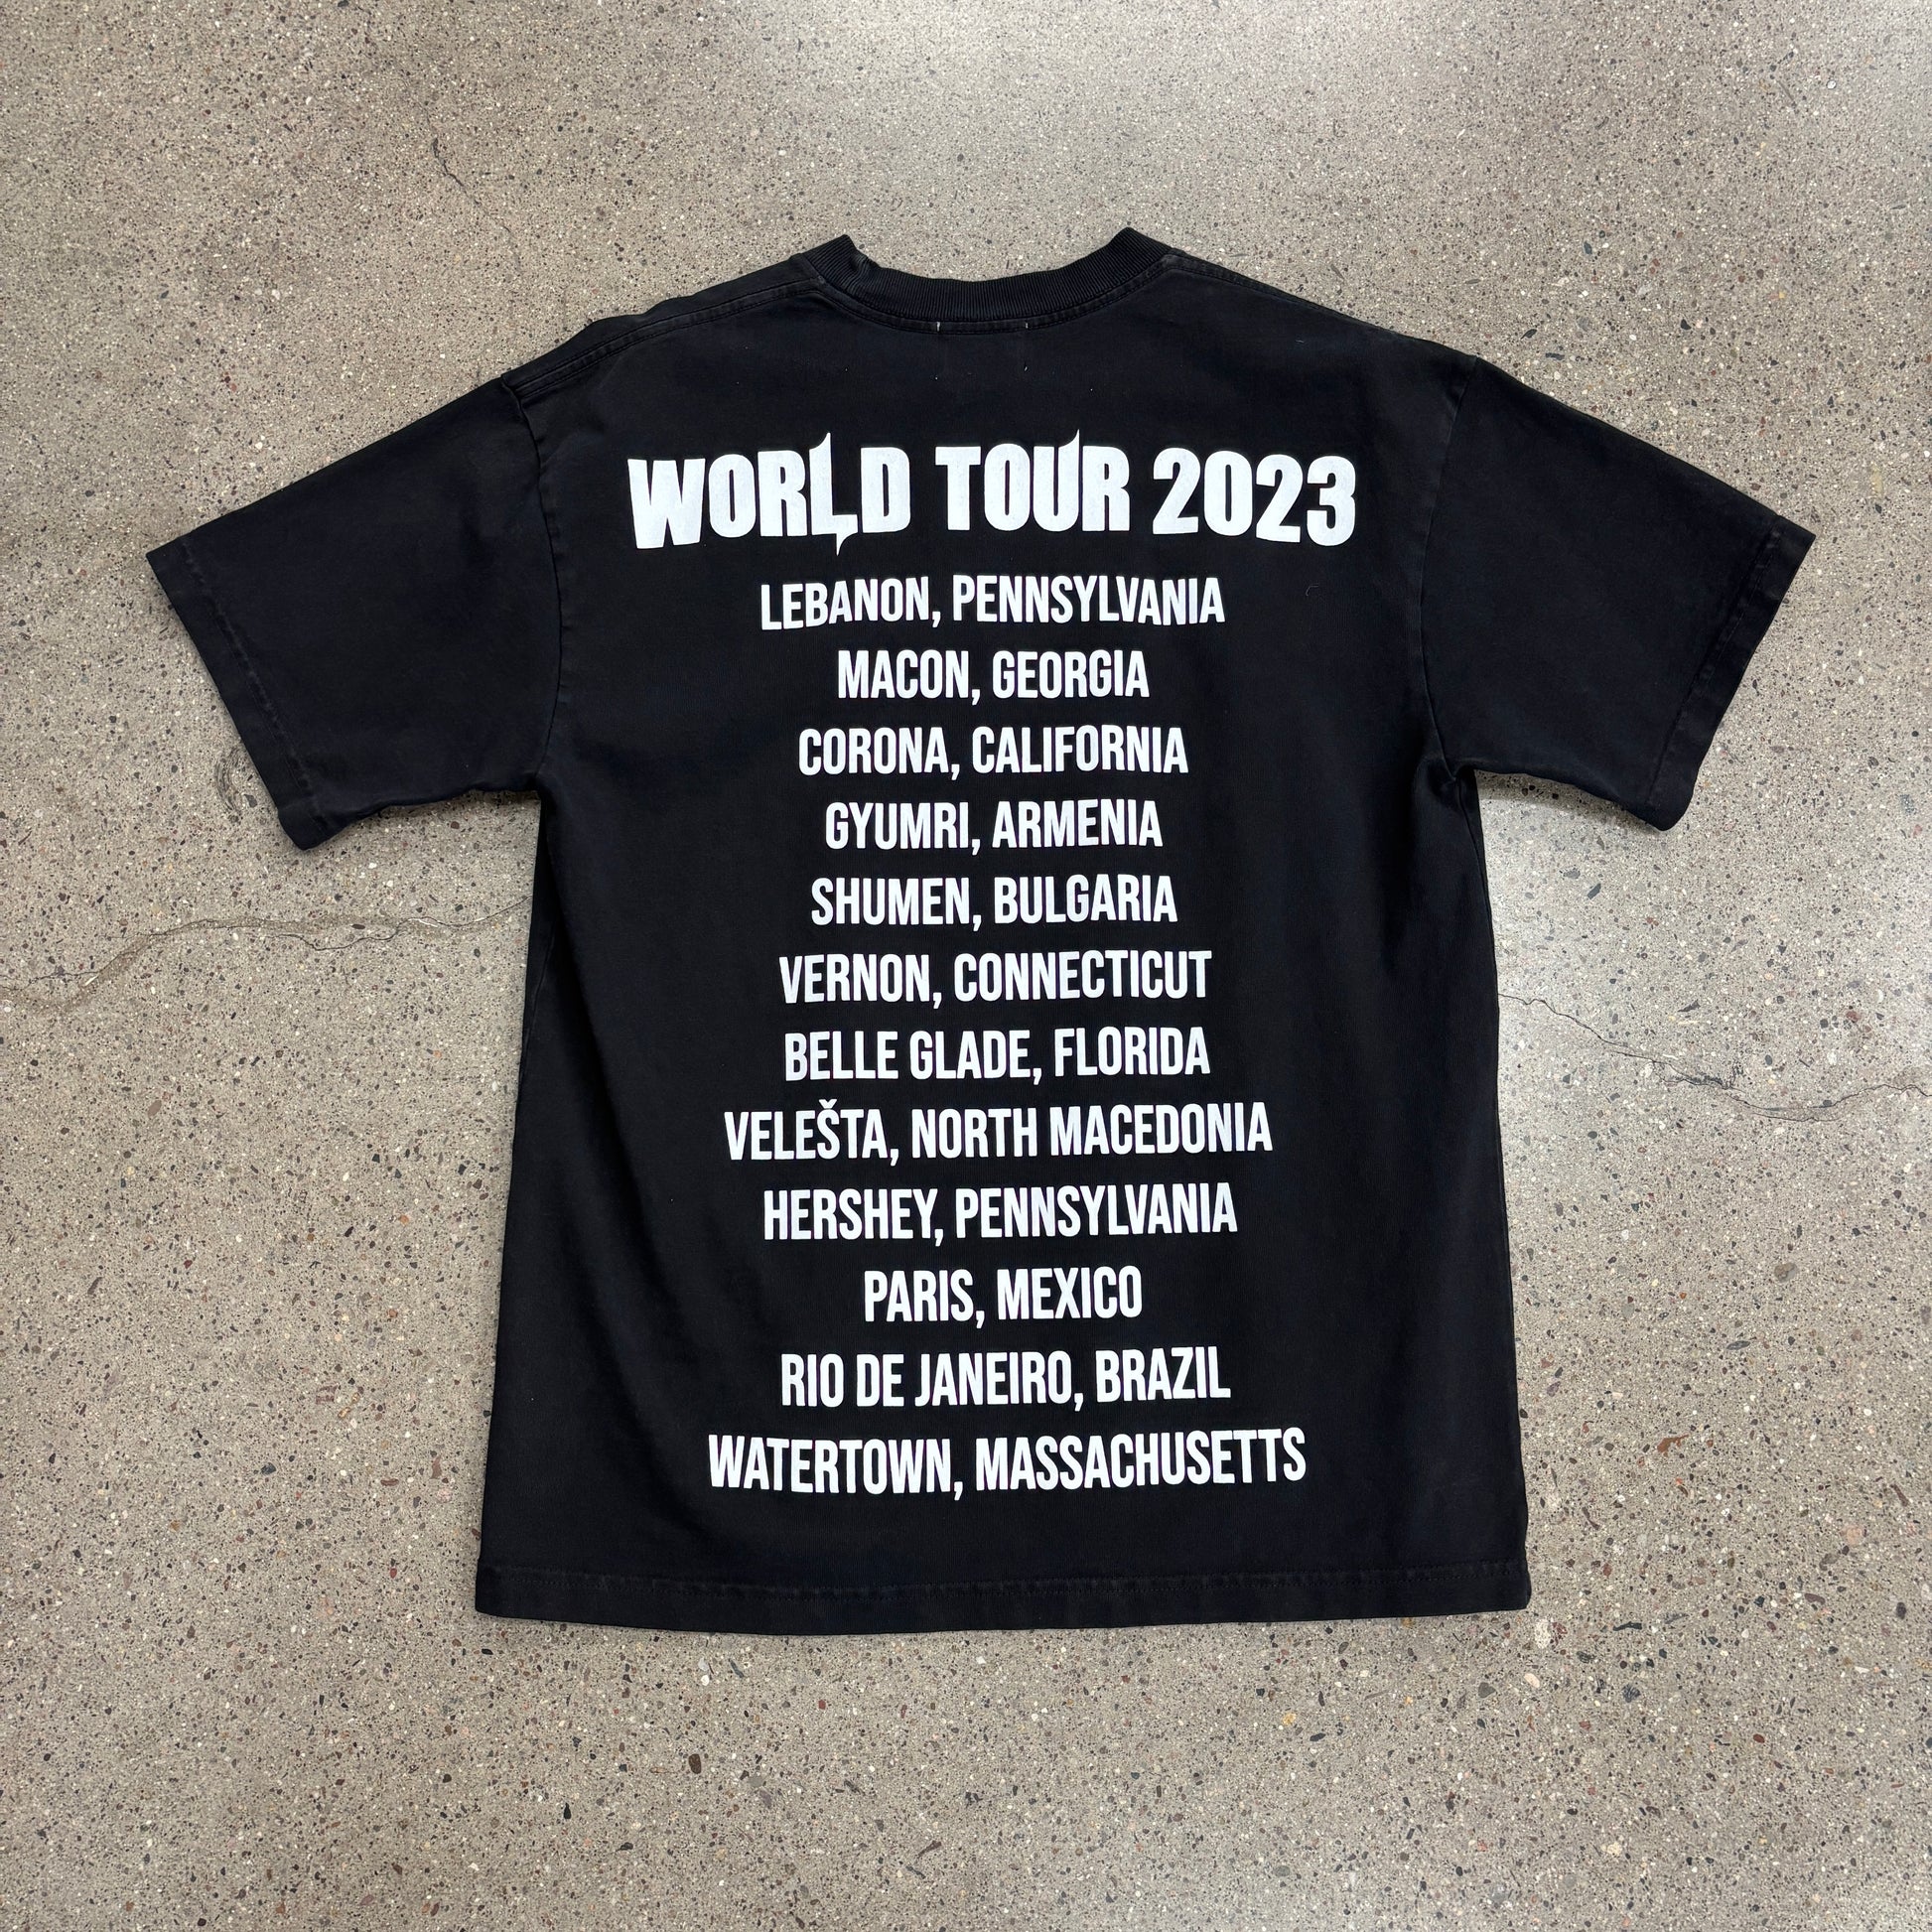 WORLD TOUR 2023
LEBANON, PENNSYLVANIA
MACON, GEORGIA
CORONA, CALIFORNIA
GYUMRI, ARMENIA
SHUMEN, BULGARIA
VERNON, CONNECTICUT
BELLE GLADE, FLORIDA
VELEŠTA, NORTH MACEDONIA
HERSHEY, PENNSYLVANIA
PARIS, MEXICO
RIO DE JANEIRO, BRAZIL
WATERTOWN, MASSACHUSETTS